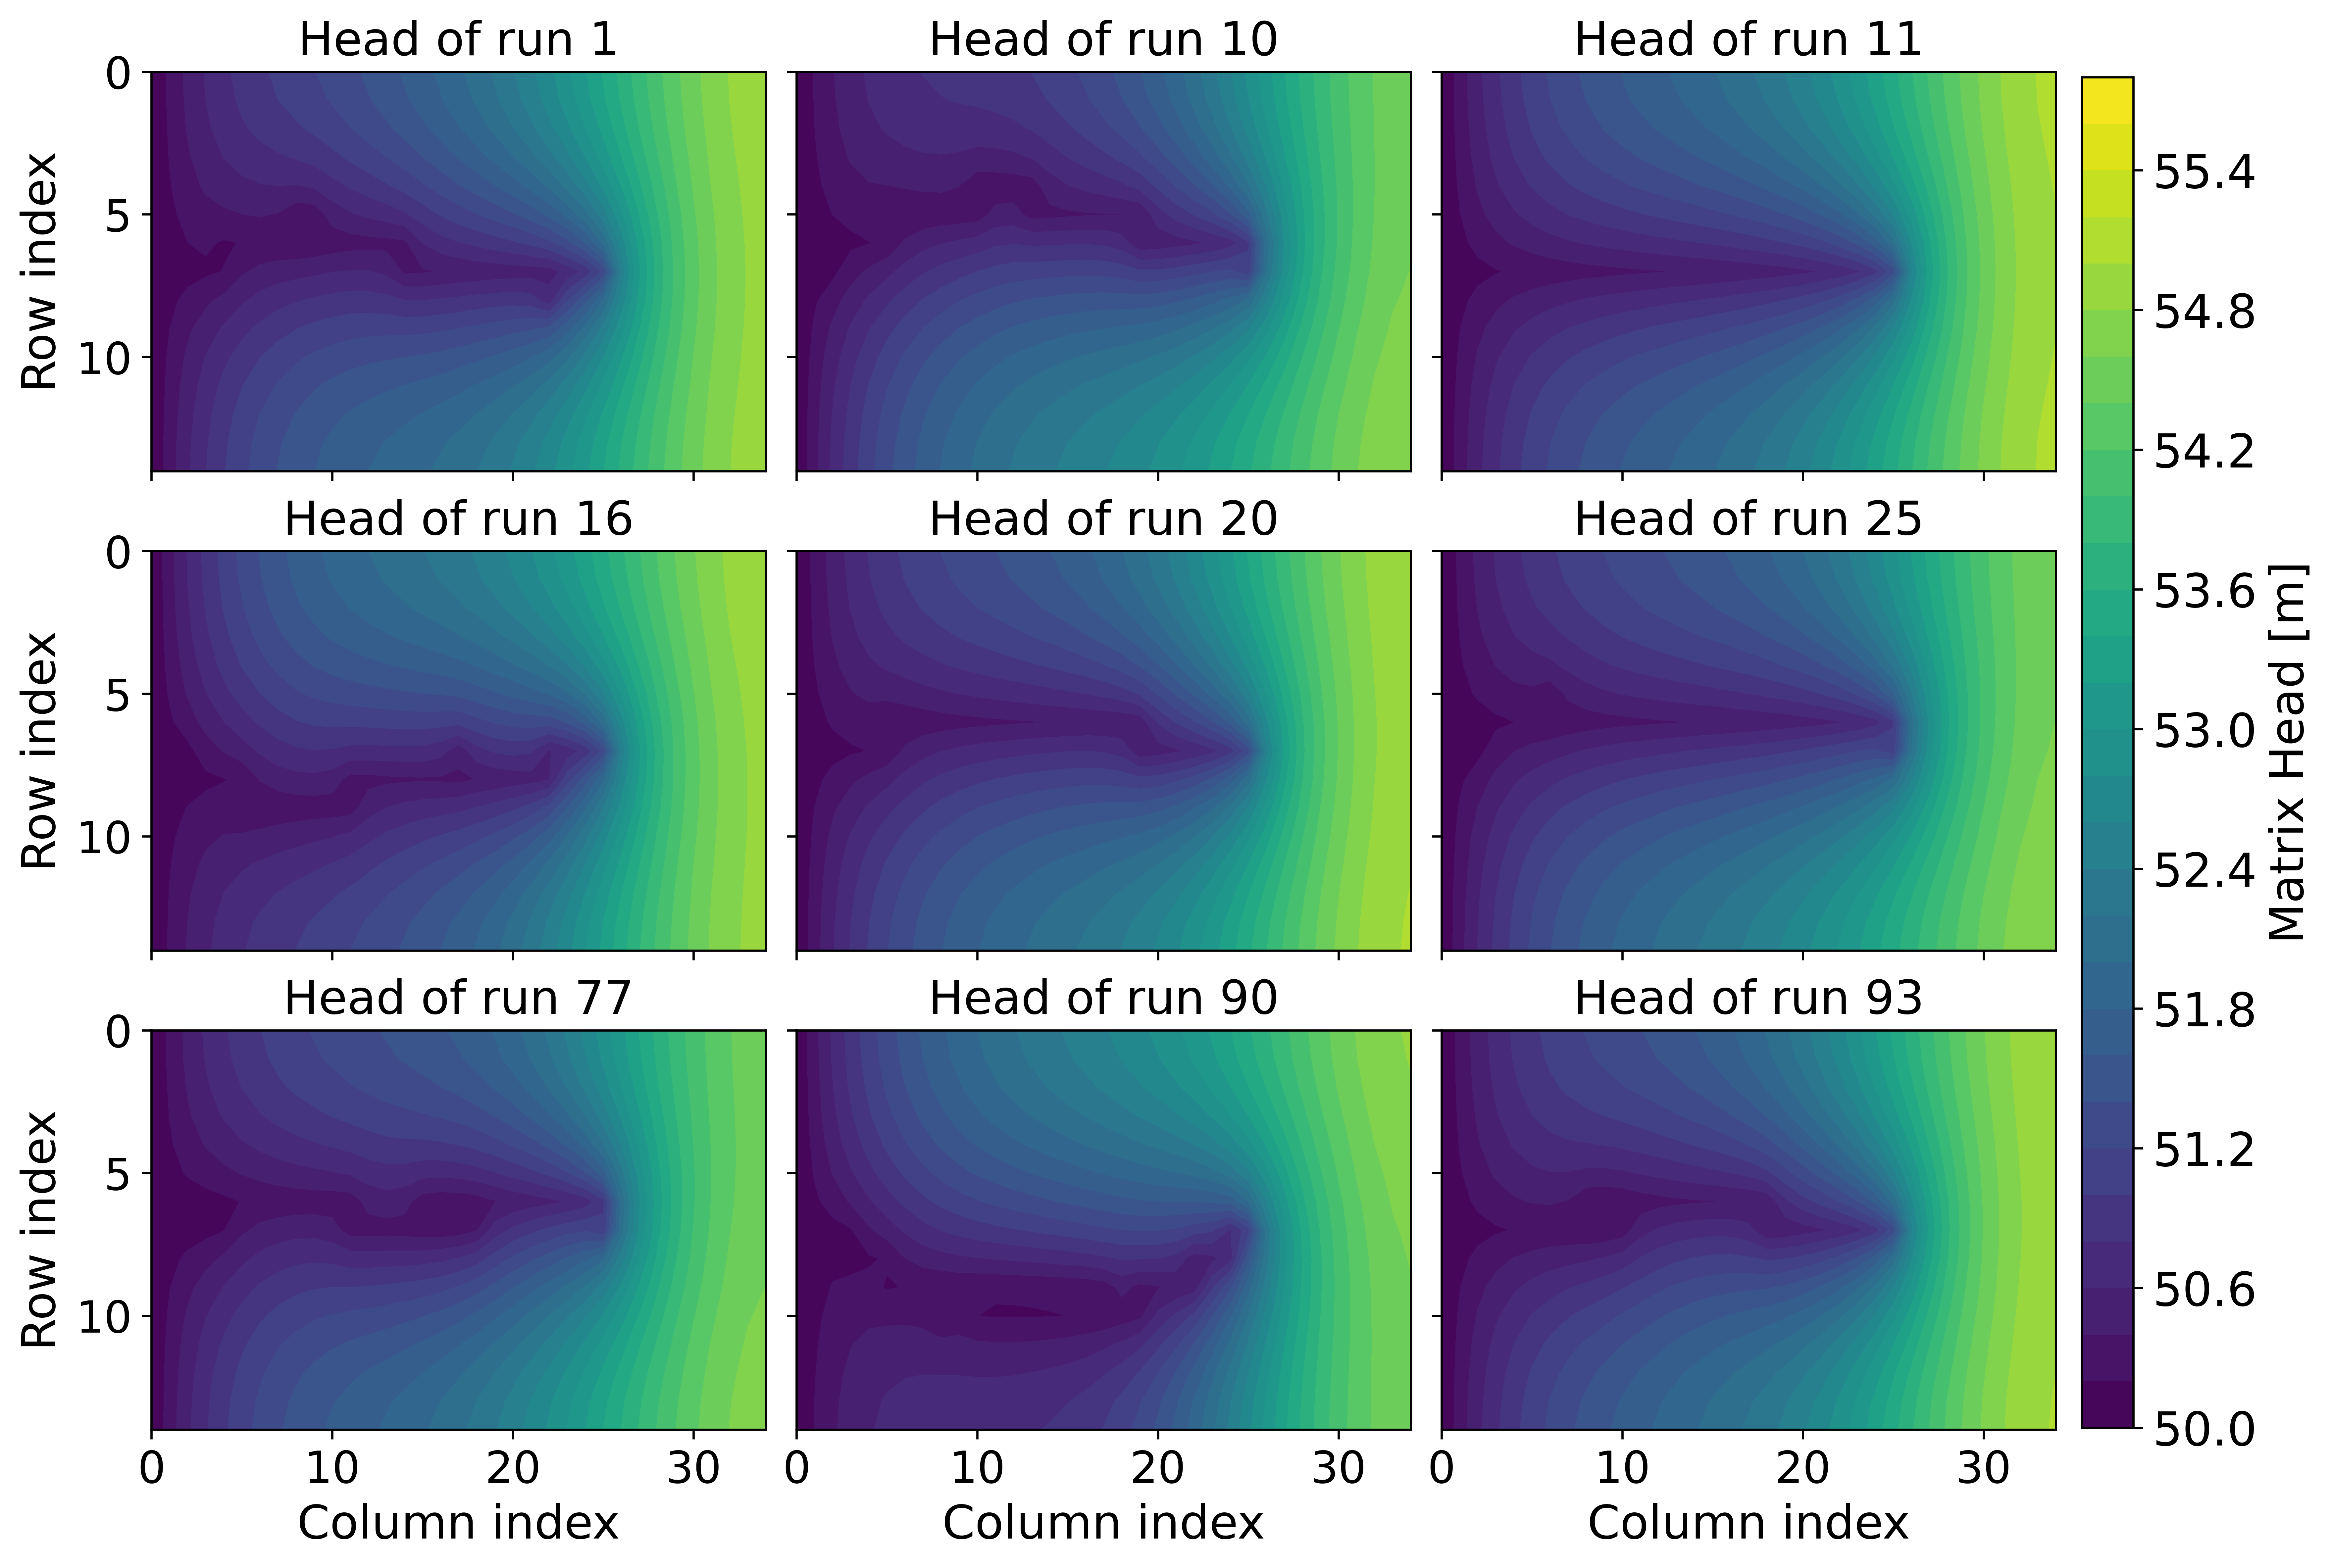 Head of run 1
Head of run 10
Head of run 11
0
5
10
Row index
Head of run 16
Head of run 20
Head of run 25
0
5
10
Row index
Head of run 77
Head of run 90
Head of run 93
0
5
10
Row index
0 10 20 30
0 10 20 30
0 10 20 30
Column index
Column index
Column index
55.4
54.8
54.2
53.6
53.0
52.4
51.8
51.2
50.6
50.0
Matrix Head [m]